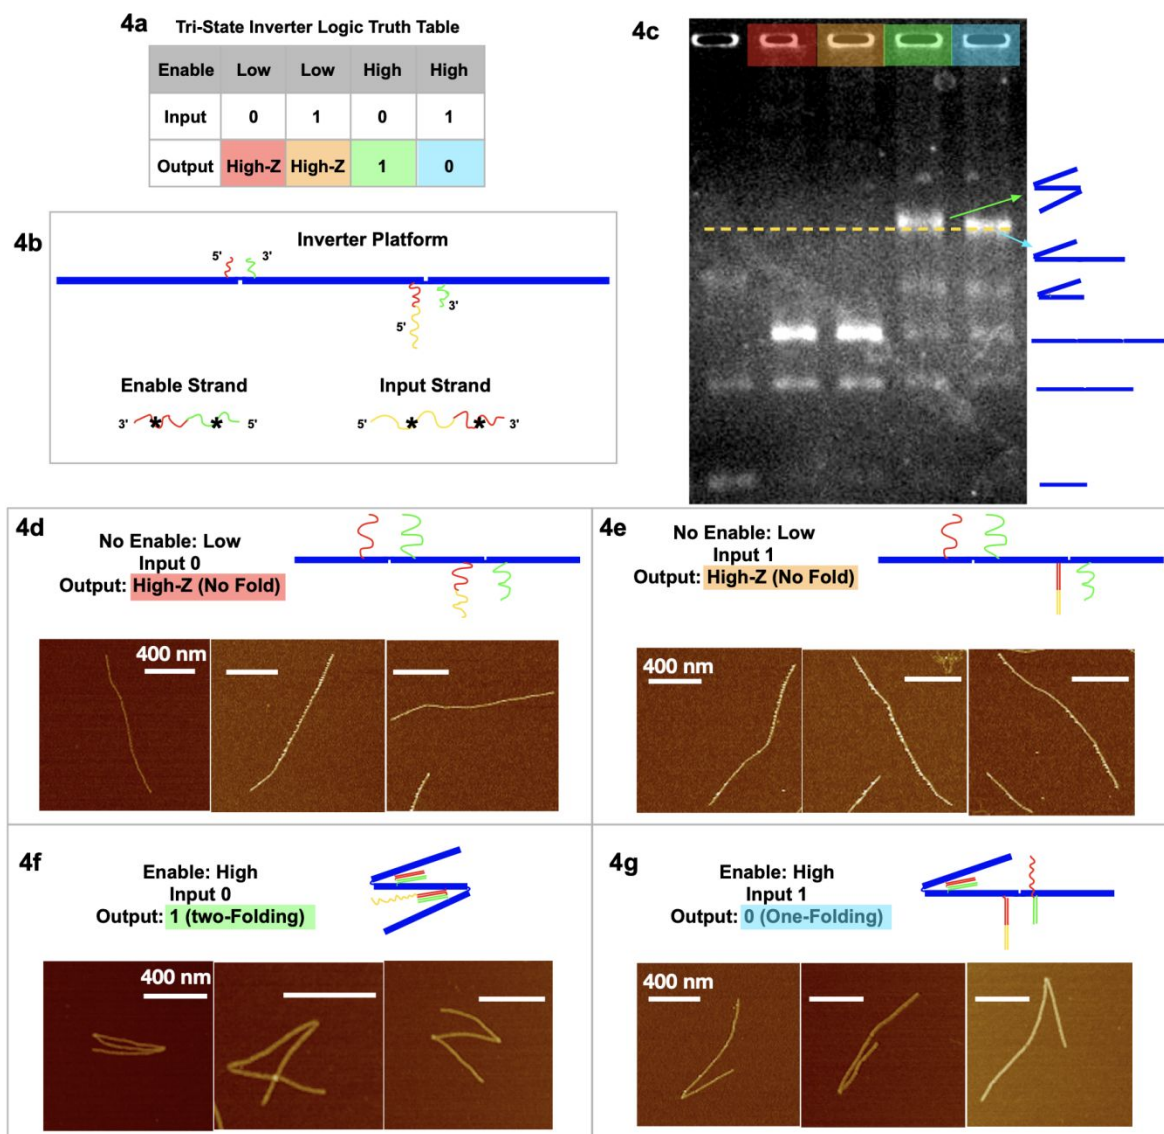 4a
Tri-State Inverter Logic Truth Table
Enable Low Low High High
Input 0 1 0 1
Output High-Z High-Z 1 0
4b
Inverter Platform
5' 3'
3'
5'
Enable Strand Input Strand
3' * * 5' 5' * * 3'
4c
4d
No Enable: Low
Input 0
Output: High-Z (No Fold)
400 nm
4e
No Enable: Low
Input 1
Output: High-Z (No Fold)
400 nm
4f
Enable: High
Input 0
Output: 1 (two-Folding)
400 nm
4g
Enable: High
Input 1
Output: 0 (One-Folding)
400 nm